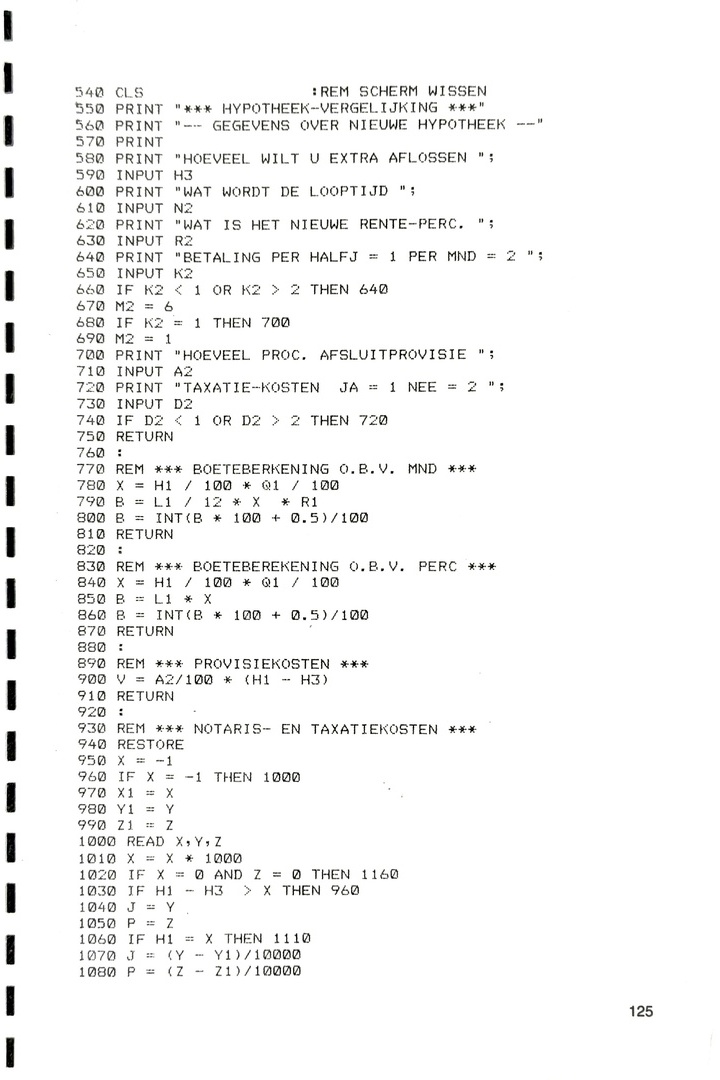 540 CLS                 :REM SCHERM WISSEN
550 PRINT "*** HYPOTHEEK-VERGELIJKING ***"
560 PRINT "-- GEGEVENS OVER NIEUWE HYPOTHEEK --"
570 PRINT
580 PRINT "HOEVEEL WILT U EXTRA AFLOSSEN ";
590 INPUT H3
600 PRINT "WAT WORDT DE LOOPTIJD ";
610 INPUT N2
620 PRINT "WAT IS HET NIEUWE RENTE-PERC. ";
630 INPUT R2
640 PRINT "BETALING PER HALFJ = 1 PER MND = 2 ";
650 INPUT K2
660 IF K2 < 1 OR K2 > 2 THEN 640
670 M2 = 6
680 IF K2 = 1 THEN 700
690 M2 = 1
700 PRINT "HOEVEEL PROC. AFSLUITPROVISIE ";
710 INPUT A2
720 PRINT "TAXATIE-KOSTEN  JA = 1 NEE = 2 ";
730 INPUT D2
740 IF D2 < 1 OR D2 > 2 THEN 720
750 RETURN
760 :
770 REM *** BOETEBERKENING O.B.V. MND ***
780 X = H1 / 100 * Q1 / 100
790 B = L1 / 12 * X  * R1
800 B = INT(B * 100 + 0.5)/100
810 RETURN
820 :
830 REM *** BOETEBEREKENING O.B.V. PERC ***
840 X = H1 / 100 * Q1 / 100
850 B = L1 * X
860 B = INT(B * 100 + 0.5)/100
870 RETURN
880 :
890 REM *** PROVISIEKOSTEN ***
900 V = A2/100 * (H1 - H3)
910 RETURN
920 :
930 REM *** NOTARIS- EN TAXATIEKOSTEN ***
940 RESTORE
950 X = -1
960 IF X = -1 THEN 1000
970 X1 = X
980 Y1 = Y
990 Z1 = Z
1000 READ X,Y,Z
1010 X = X * 1000
1020 IF X = 0 AND Z = 0 THEN 1160
1030 IF H1 - H3  > X THEN 960
1040 J = Y
1050 P = Z
1060 IF H1 = X THEN 1110
1070 J = (Y - Y1)/10000
1080 P = (Z - Z1)/10000
125